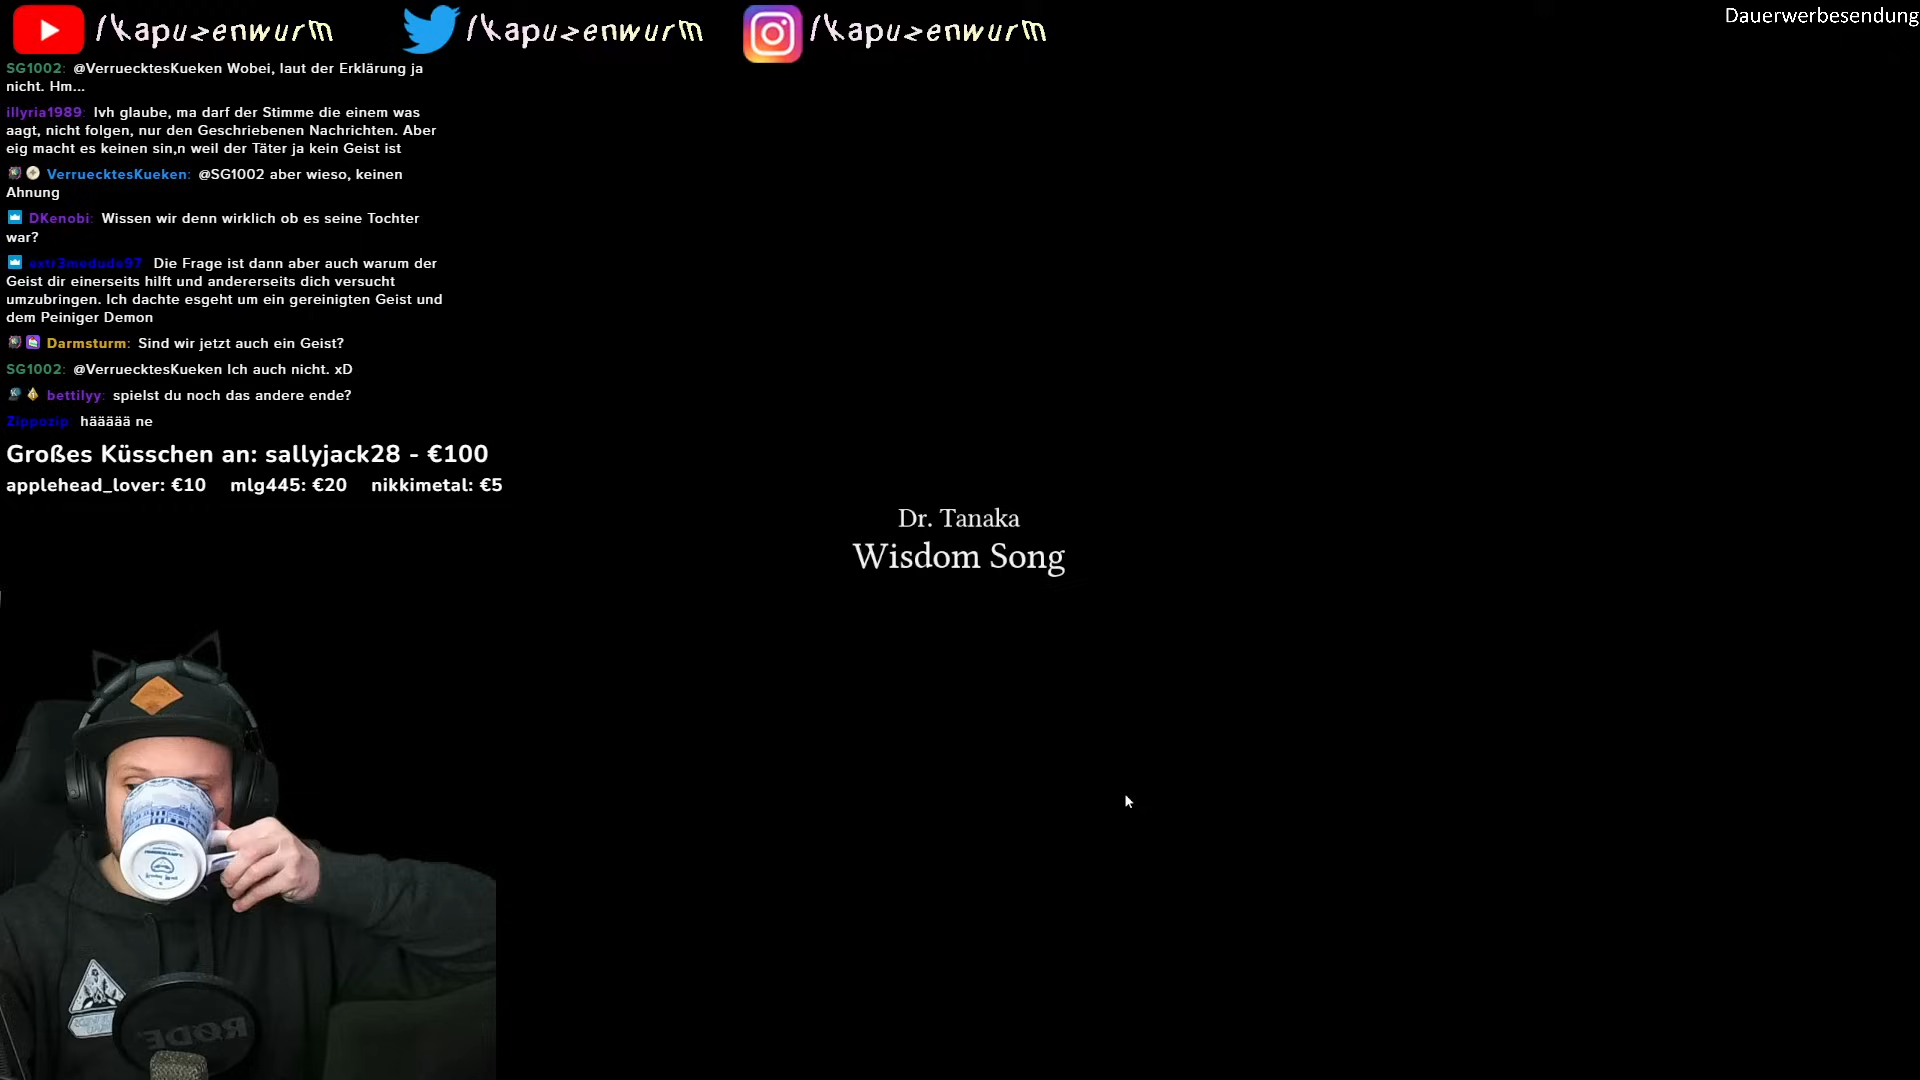 /kapuzenwurm /kapuzenwurm /kapuzenwurm
Dauerwerbesendung
SG1002: @VerruecktesKueken Wobei, laut der Erklärung ja
nicht. Hm...
illyria1989: Ivh glaube, ma darf der Stimme die einem was
aagt, nicht folgen, nur den Geschriebenen Nachrichten. Aber
eig macht es keinen sin,n weil der Täter ja kein Geist ist
VerruecktesKueken: @SG1002 aber wieso, keinen
Ahnung
DKenobi: Wissen wir denn wirklich ob es seine Tochter
war?
extr3medude97 Die Frage ist dann aber auch warum der
Geist dir einerseits hilft und andererseits dich versucht
umzubringen. Ich dachte esgeht um ein gereinigten Geist und
dem Peiniger Demon
Darmsturm: Sind wir jetzt auch ein Geist?
SG1002: @VerruecktesKueken Ich auch nicht. xD
bettilyy: spielst du noch das andere ende?
Zippozip: häääää ne
Großes Küsschen an: sallyjack28 - €100
applehead_lover: €10 mlg445: €20 nikkimetal: €5
Dr. Tanaka
Wisdom Song
RØDE